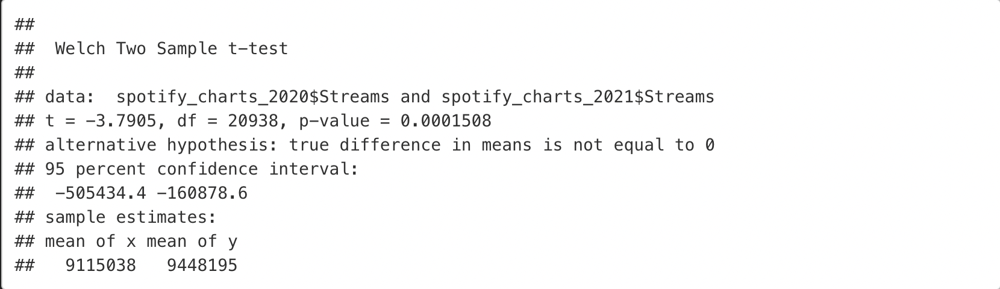 ##
##  Welch Two Sample t-test
##
## data:  spotify_charts_2020$Streams and spotify_charts_2021$Streams
## t = -3.7905, df = 20938, p-value = 0.0001508
## alternative hypothesis: true difference in means is not equal to 0
## 95 percent confidence interval:
##  -505434.4 -160878.6
## sample estimates:
## mean of x mean of y
##   9115038   9448195